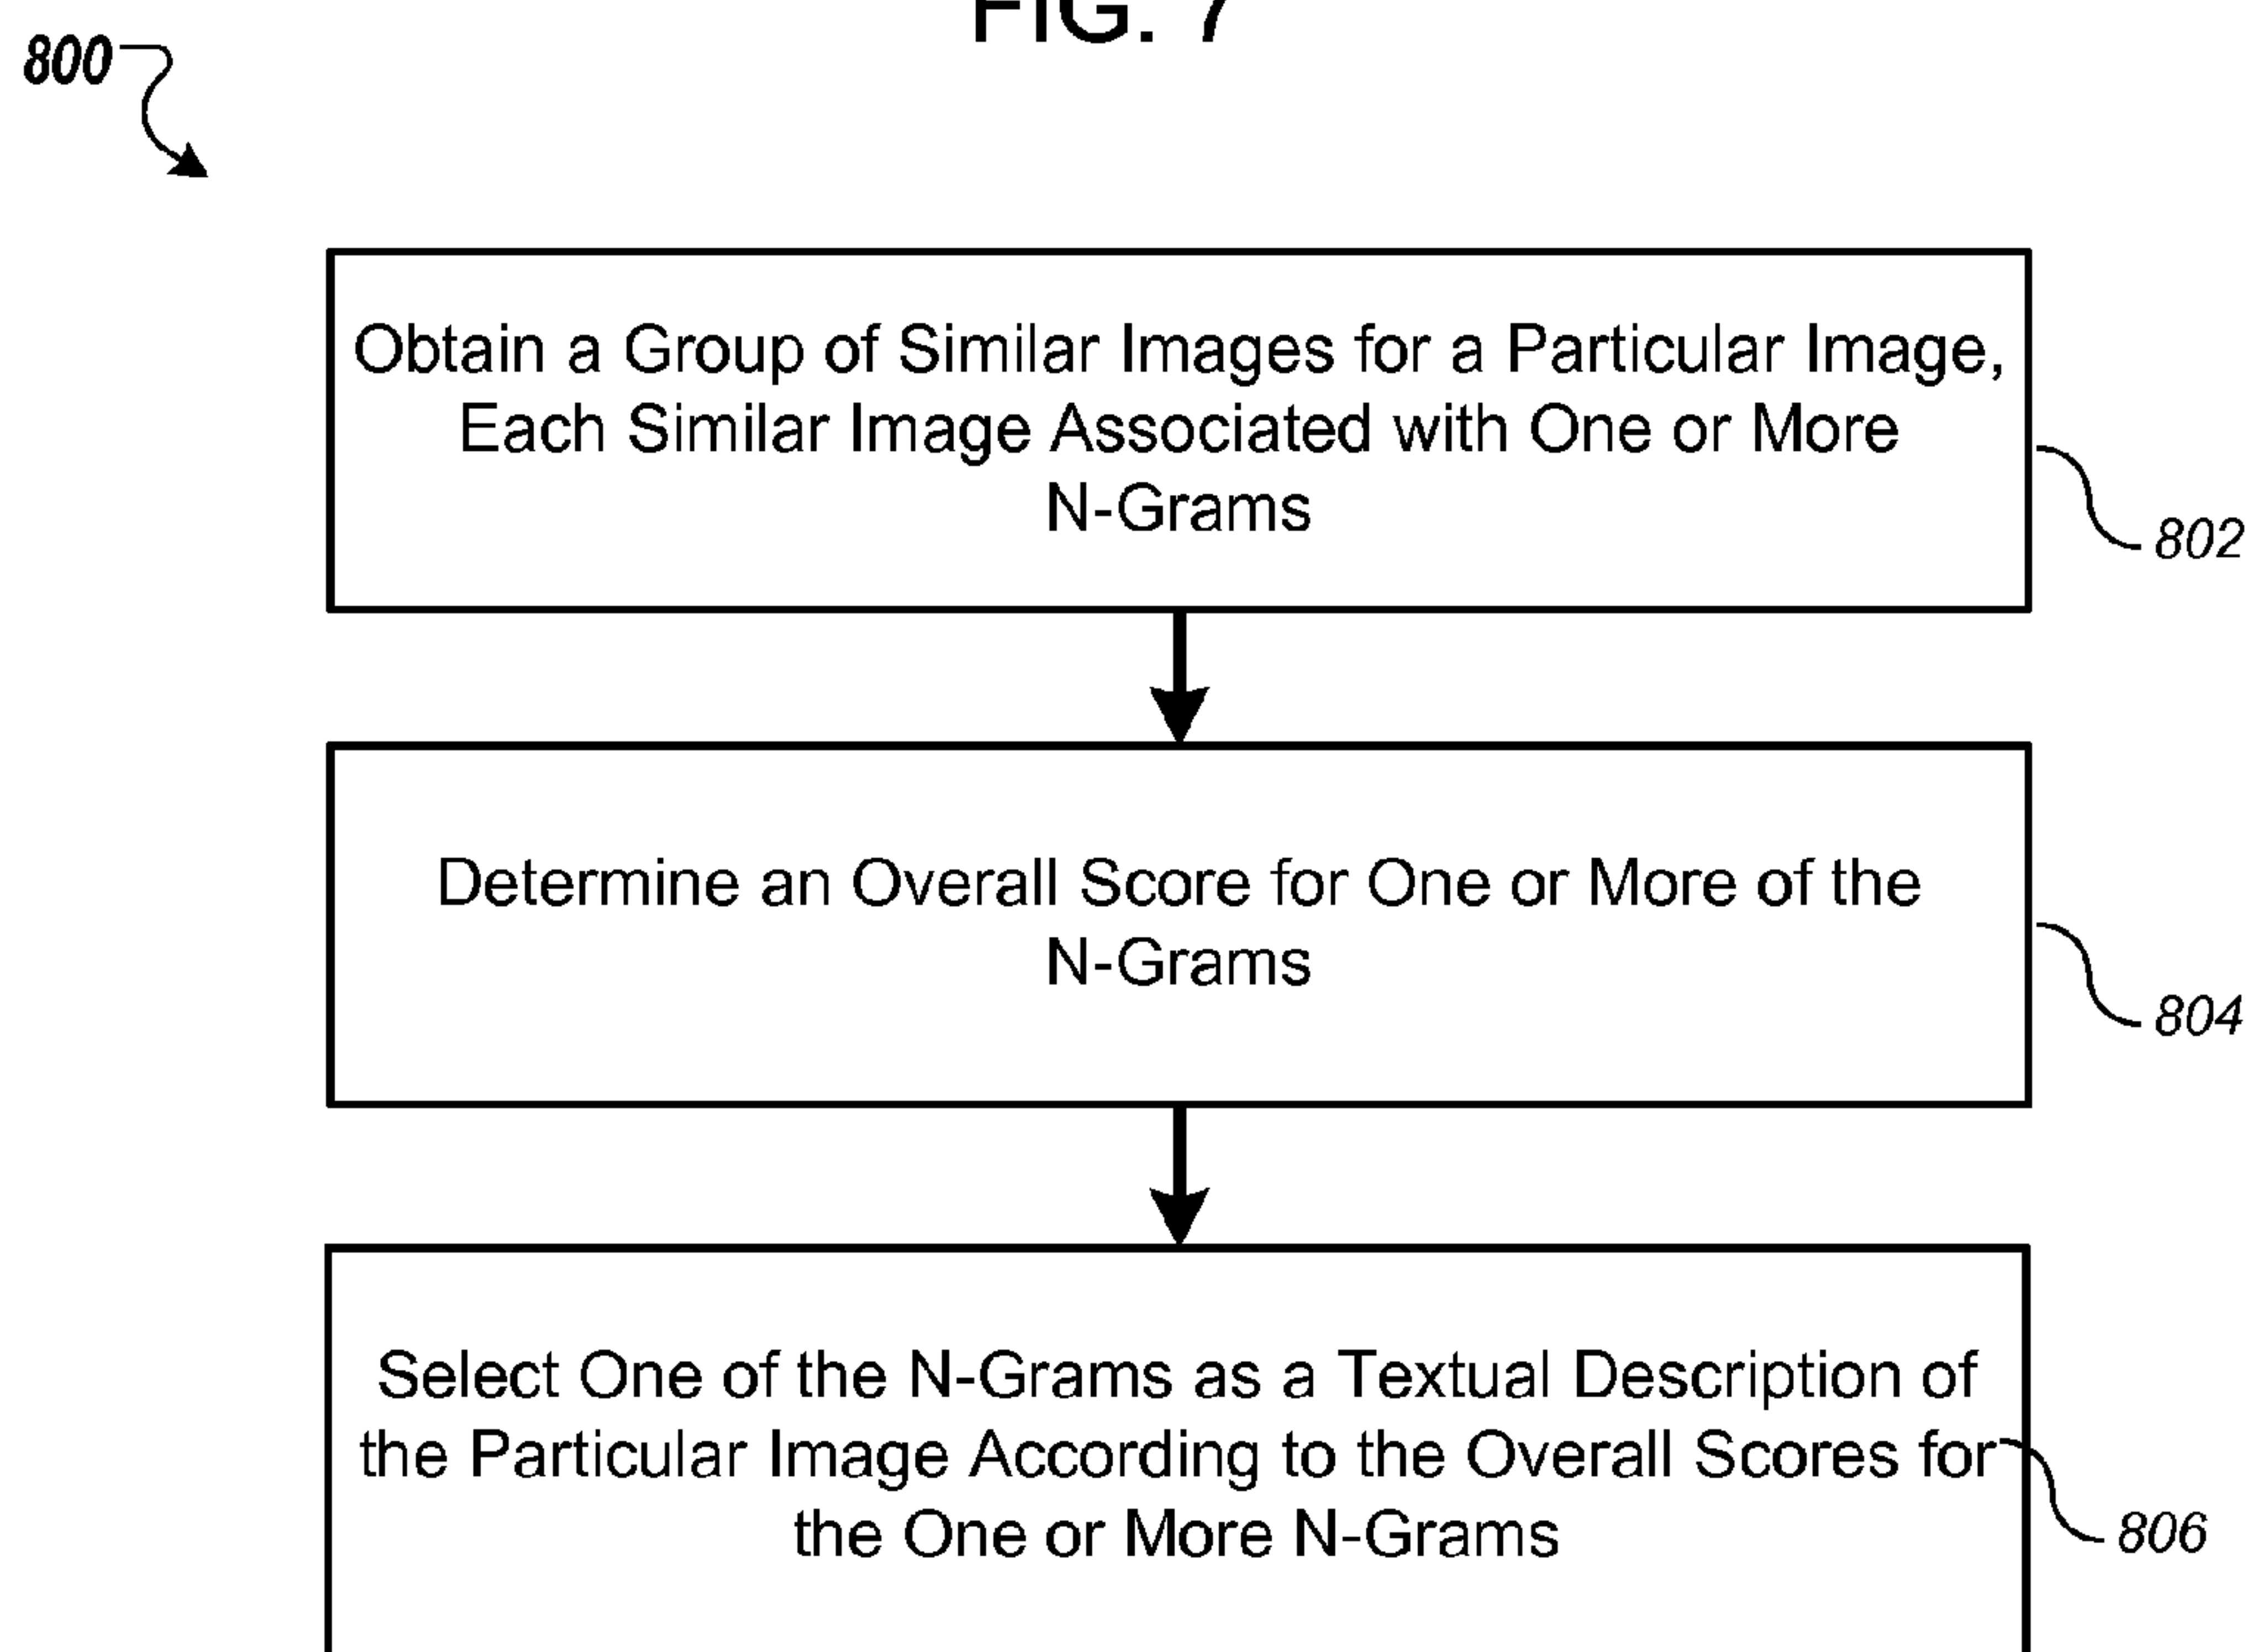 FIG. 7
800
Obtain a Group of Similar Images for a Particular Image,
Each Similar Image Associated with One or More
N-Grams
802
Determine an Overall Score for One or More of the
N-Grams
804
Select One of the N-Grams as a Textual Description of
the Particular Image According to the Overall Scores for
the One or More N-Grams
806